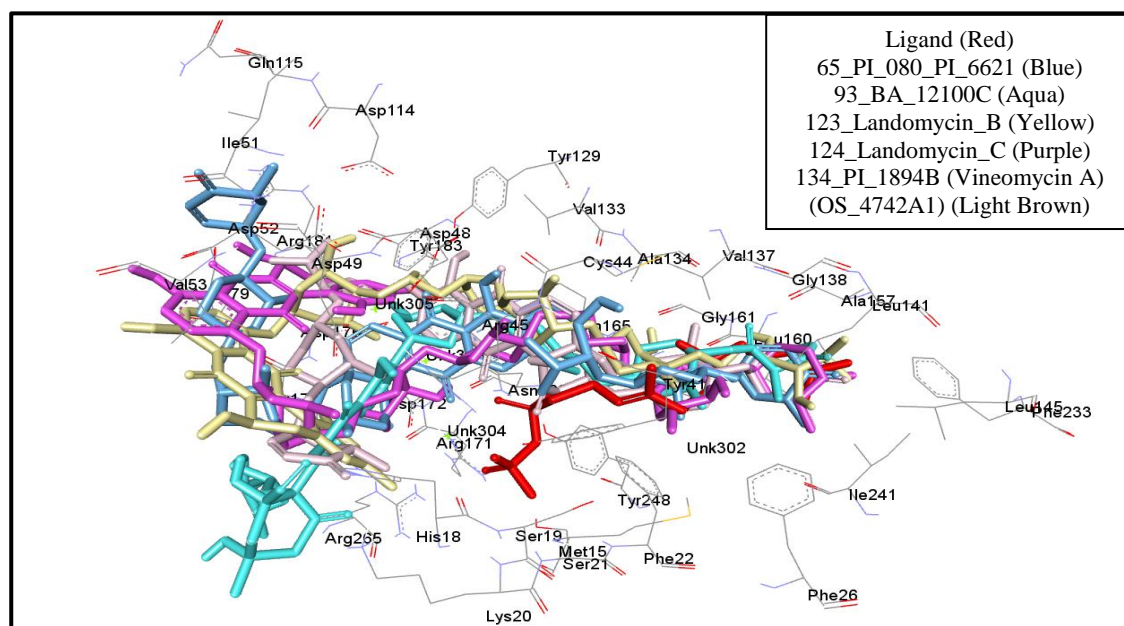 Ligand (Red)
65_PI_080_PI_6621 (Blue)
93_BA_12100C (Aqua)
123_Landomycin_B (Yellow)
124_Landomycin_C (Purple)
134_PI_1894B (Vineomycin A)
(OS_4742A1) (Light Brown)
Gln115
Asp114
Ile51
Tyr129
Val133
Asp52
Arg181
Asp48
Tyr183
Asp49
Cys44
Ala134
Val137
Gly138
Val53
79
Ala157
Leu141
Unk305
Arg45
Gly161
Tyr41
Arg171
Unk304
Unk302
Leu145
Phe233
Tyr248
Ile241
Arg265
His18
Ser19
Met15
Ser21
Phe22
Lys20
Phe26